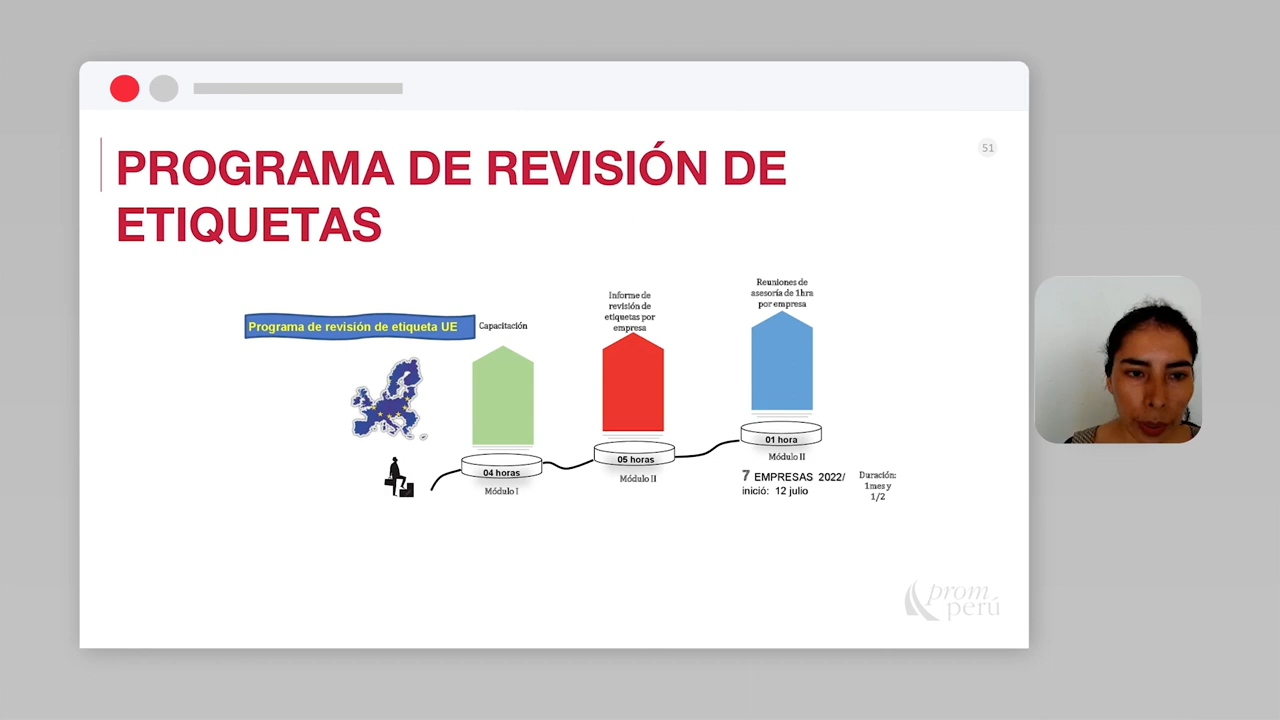 51
PROGRAMA DE REVISIÓN DE
ETIQUETAS
Programa de revisión de etiqueta UE
Capacitación
04 horas
Módulo I
Informe de
revisión de
etiquetas por
empresa
05 horas
Módulo II
Reuniones de
asesoría de 1hra
por empresa
01 hora
Módulo II
7 EMPRESAS 2022/
inició: 12 julio
Duración:
1mes y
1/2
prom
perú